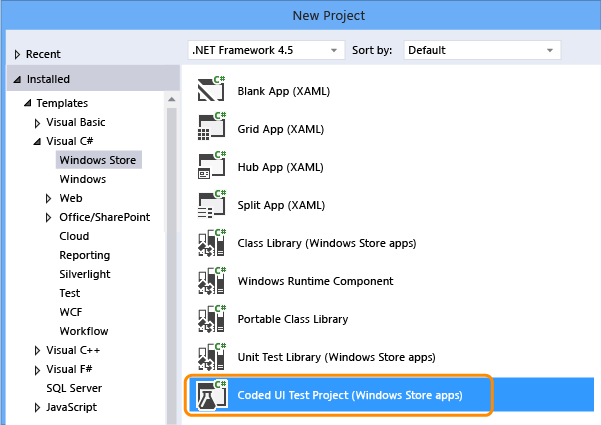 New Project
Recent
.NET Framework 4.5
Sort by:
Default
Installed
Templates
Visual Basic
Visual C#
Windows Store
Windows
Web
Office/SharePoint
Cloud
Reporting
Silverlight
Test
WCF
Workflow
Visual C++
Visual F#
SQL Server
JavaScript
C#
Blank App (XAML)
C#
Grid App (XAML)
C#
Hub App (XAML)
C#
Split App (XAML)
C#
Class Library (Windows Store apps)
C#
Windows Runtime Component
C#
Portable Class Library
C#
Unit Test Library (Windows Store apps)
C#
Coded UI Test Project (Windows Store apps)